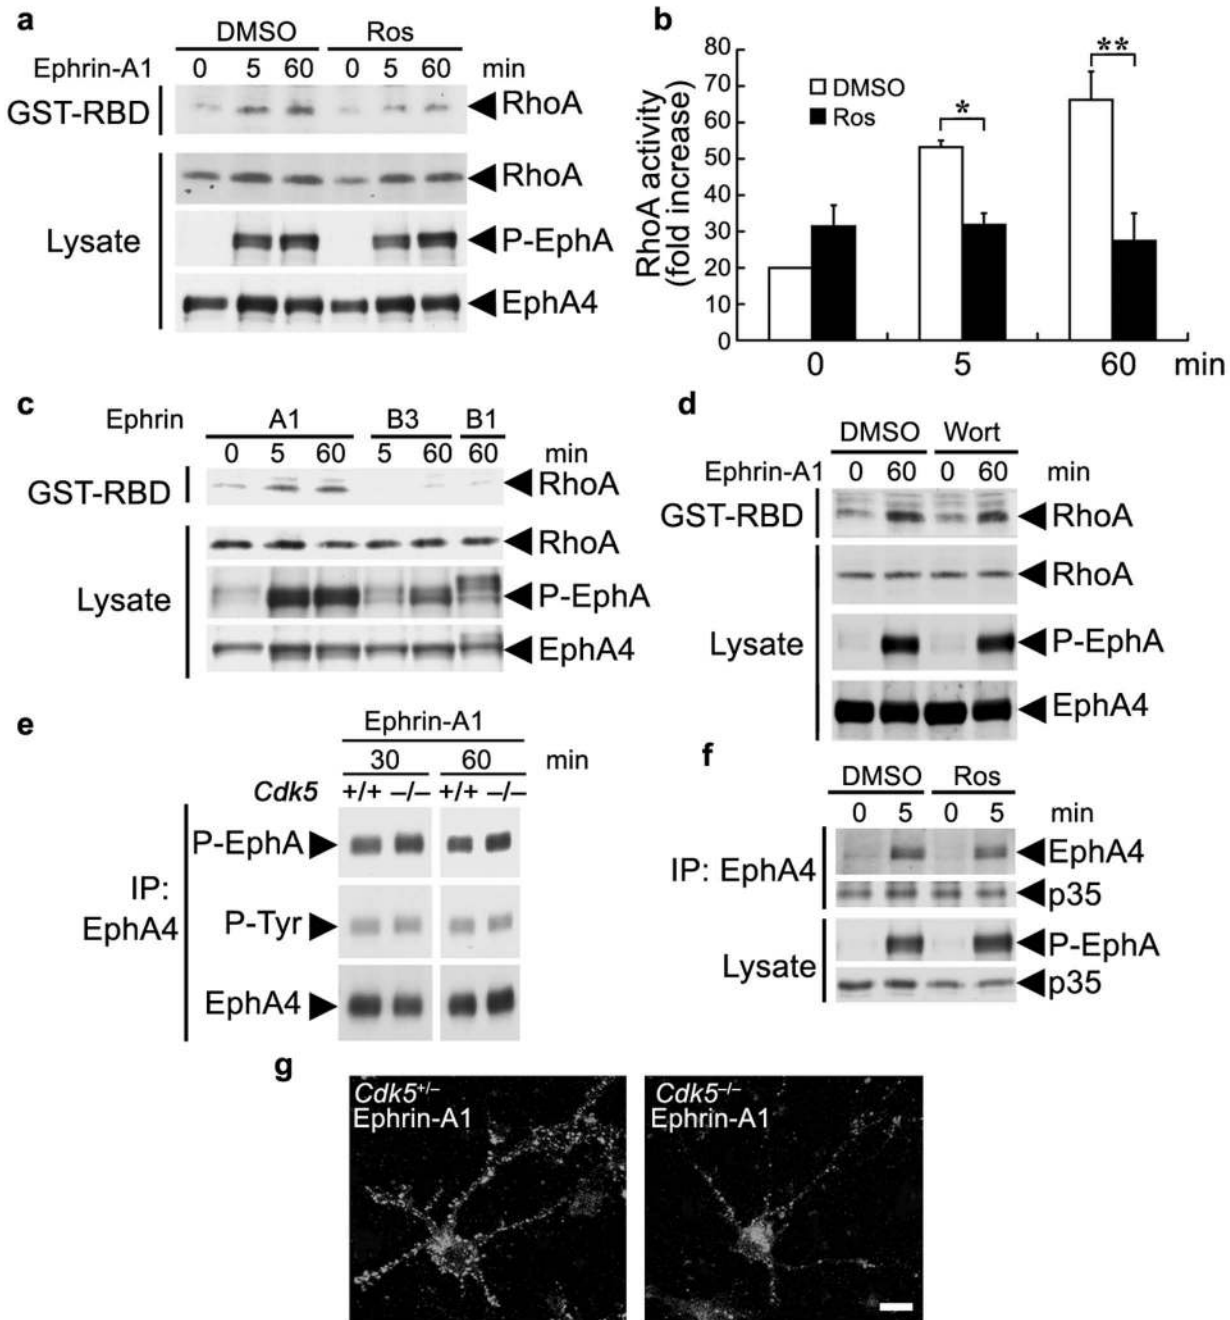 a
DMSO Ros
Ephrin-A1 0 5 60 0 5 60 min
GST-RBD RhoA
RhoA
Lysate P-EphA
EphA4
b
RhoA activity
(fold increase)
80
70
60
50
40
30
20
10
0
DMSO
Ros
*
**
0 5 60 min
c
Ephrin A1 B3 B1
0 5 60 5 60 60 min
GST-RBD RhoA
RhoA
Lysate P-EphA
EphA4
d
DMSO Wort
Ephrin-A1 0 60 0 60 min
GST-RBD RhoA
RhoA
Lysate P-EphA
EphA4
e
Ephrin-A1
30 60 min
Cdk5 +/+ –/– +/+ –/–
P-EphA
IP:
EphA4
P-Tyr
EphA4
f
DMSO Ros
0 5 0 5 min
IP: EphA4 EphA4
p35
Lysate P-EphA
p35
g
Cdk5+/–
Ephrin-A1
Cdk5–/–
Ephrin-A1